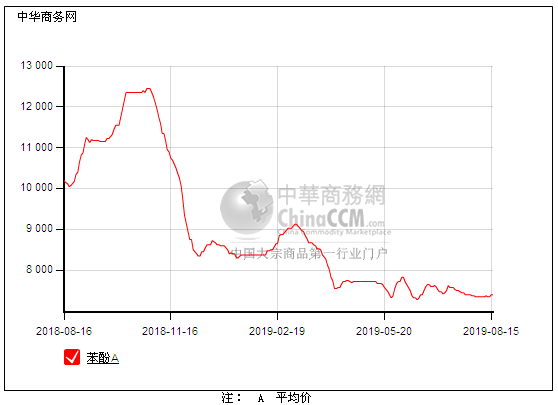 中华商务网
13 000
12 000
11 000
10 000
9 000
8 000
中華商務網
ChinaCCM.com
China Commodity Marketplace
中国大宗商品第一行业门户
2018-08-16
2018-11-16
2019-02-19
2019-05-20
2019-08-15
苯酚A
注： A 平均价